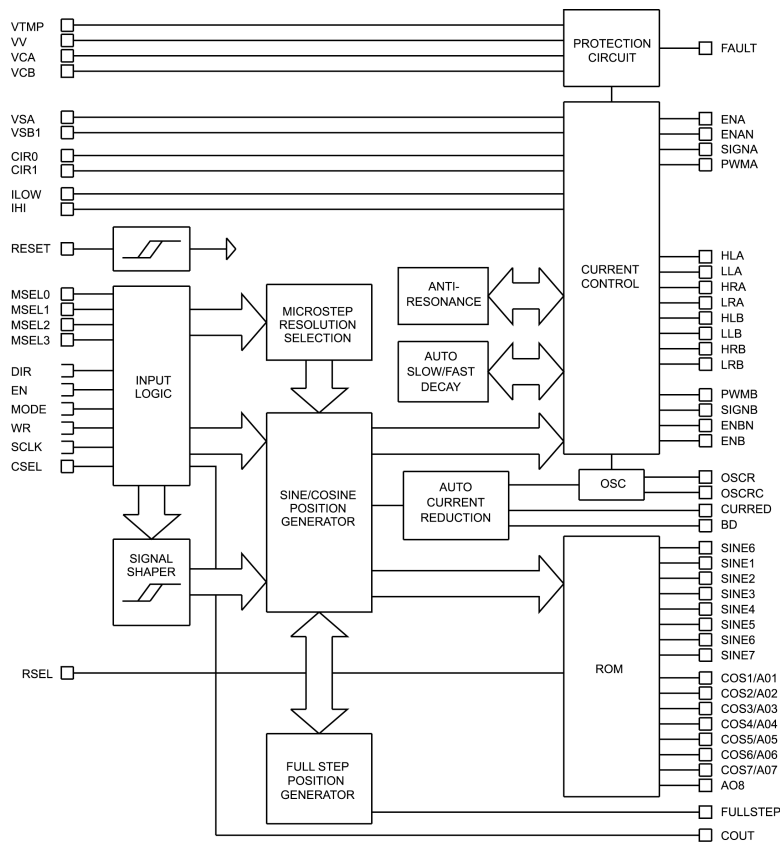 VTMP
VV
VCA
VCB
PROTECTION
CIRCUIT
FAULT
VSA
VSB1
CIR0
CIR1
ILOW
IHI
ENA
ENAN
SIGNA
PWMA
RESET
MSEL0
MSEL1
MSEL2
MSEL3
DIR
EN
MODE
WR
SCLK
CSEL
INPUT
LOGIC
MICROSTEP
RESOLUTION
SELECTION
ANTI-
RESONANCE
AUTO
SLOW/FAST
DECAY
CURRENT
CONTROL
HLA
LLA
HRA
LRA
HLB
LLB
HRB
LRB
PWMB
SIGNB
ENBN
ENB
SINE/COSINE
POSITION
GENERATOR
AUTO
CURRENT
REDUCTION
OSC
OSCR
OSCRC
CURRED
BD
SIGNAL
SHAPER
SINE6
SINE1
SINE2
SINE3
SINE4
SINE5
SINE6
SINE7
RSEL
ROM
COS1/A01
COS2/A02
COS3/A03
COS4/A04
COS5/A05
COS6/A06
COS7/A07
AO8
FULL STEP
POSITION
GENERATOR
FULLSTEP
COUT